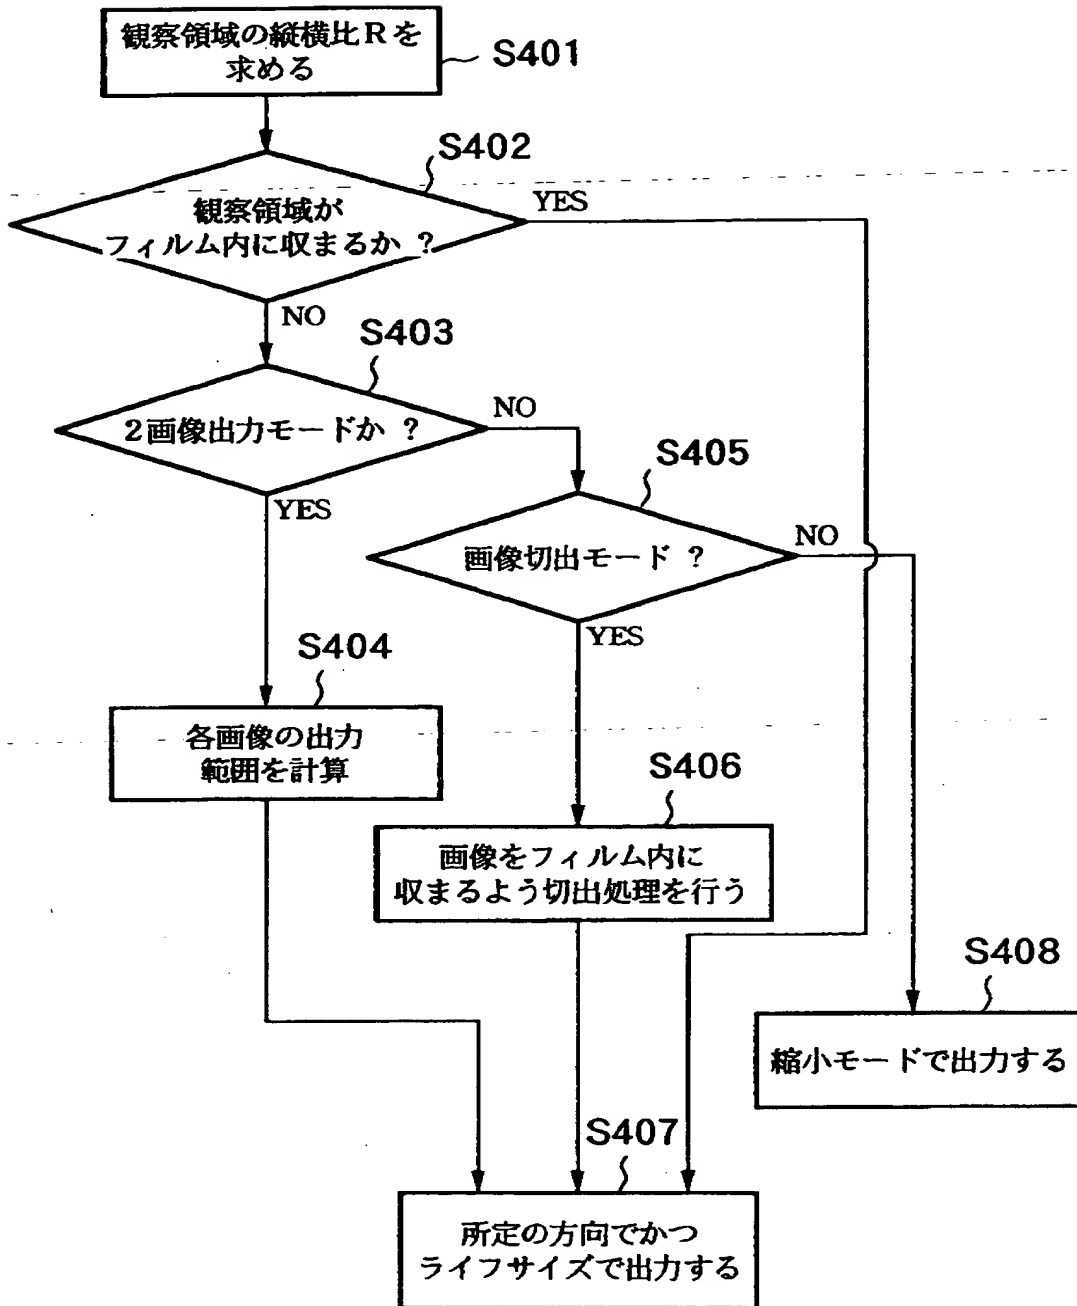 観察領域の縦横比Rを
求める
S401
S402
観察領域が
フィルム内に収まるか ?
YES
NO
S403
2画像出力モードか ?
NO
YES
S405
画像切出モード ?
NO
YES
S404
各画像の出力
範囲を計算
S406
画像をフィルム内に
収まるよう切出処理を行う
S408
縮小モードで出力する
S407
所定の方向でかつ
ライフサイズで出力する